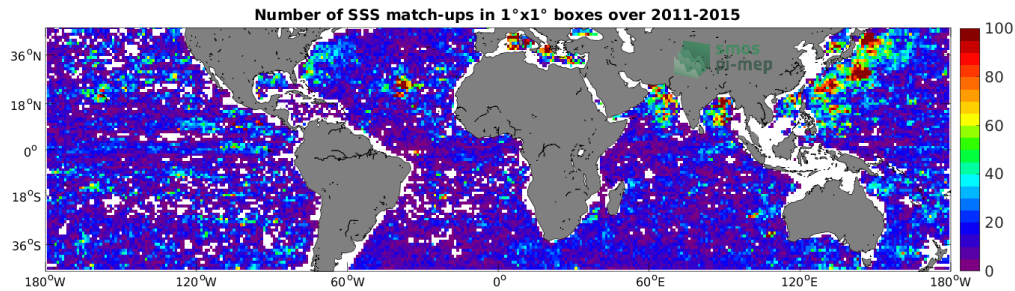 Number of SSS match-ups in 1°x1° boxes over 2011-2015
smos
pi-mep
36°N
18°N
0°
18°S
36°S
180°W
120°W
60°W
0°
60°E
120°E
180°W
100
80
60
40
20
0